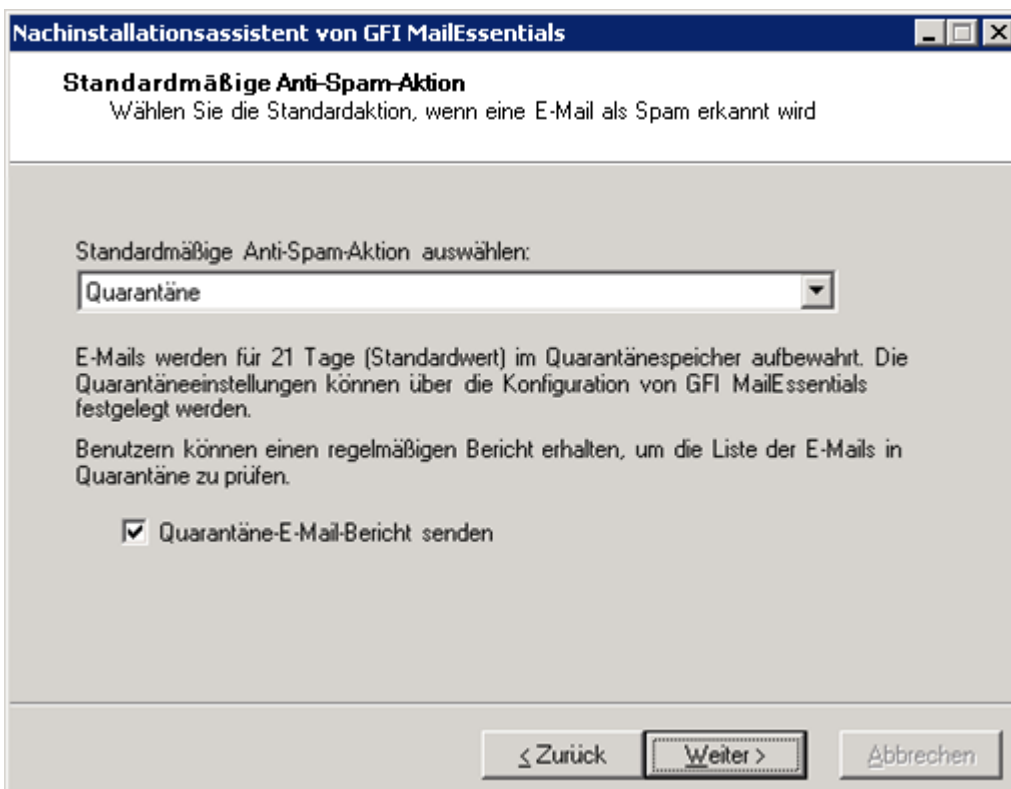 Nachinstallationsassistent von GFI MailEssentials
Standardmäßige Anti-Spam-Aktion
Wählen Sie die Standardaktion, wenn eine E-Mail als Spam erkannt wird
Standardmäßige Anti-Spam-Aktion auswählen:
Quarantäne
E-Mails werden für 21 Tage (Standardwert) im Quarantänespeicher aufbewahrt. Die
Quarantäneeinstellungen können über die Konfiguration von GFI MailEssentials
festgelegt werden.
Benutzern können einen regelmäßigen Bericht erhalten, um die Liste der E-Mails in
Quarantäne zu prüfen.
Quarantäne-E-Mail-Bericht senden
< Zurück
Weiter >
Abbrechen